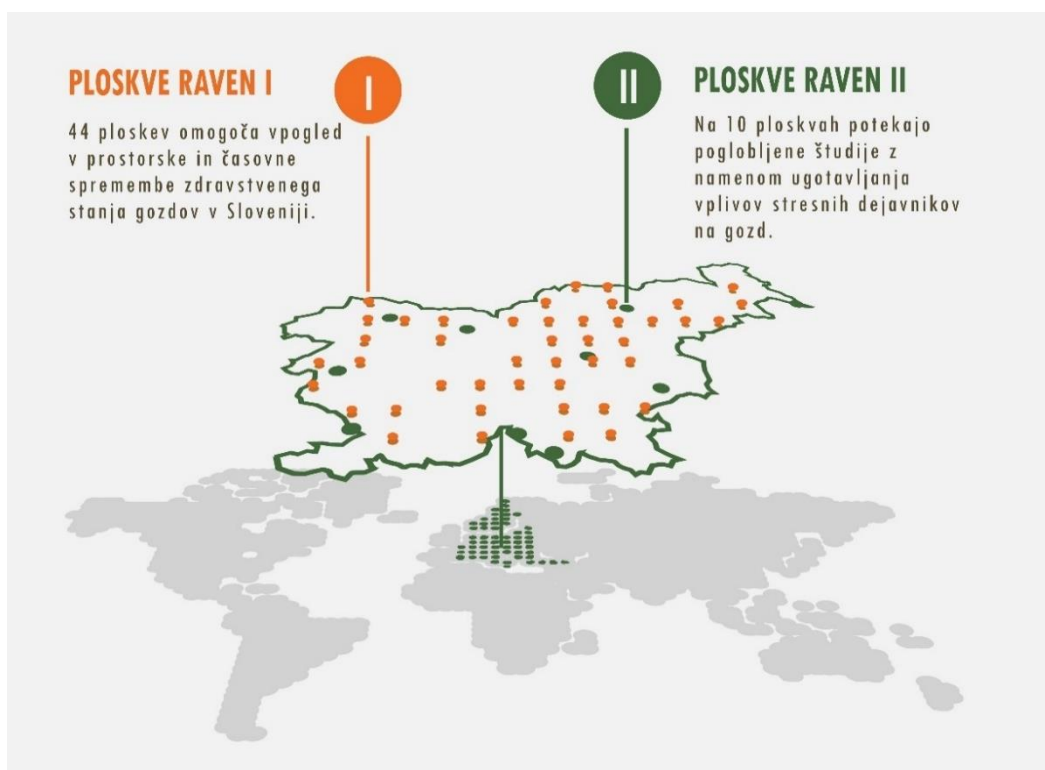 PLOSKVE RAVEN I
44 ploskev omogoča vpogled
v prostorske in časovne
spremembe zdravstvenega
stanja gozdov v Sloveniji.
I
II
PLOSKVE RAVEN II
Na 10 ploskvah potekajo
poglobljene študije z
namenom ugotavljanja
vplivov stresnih dejavnikov
na gozd.